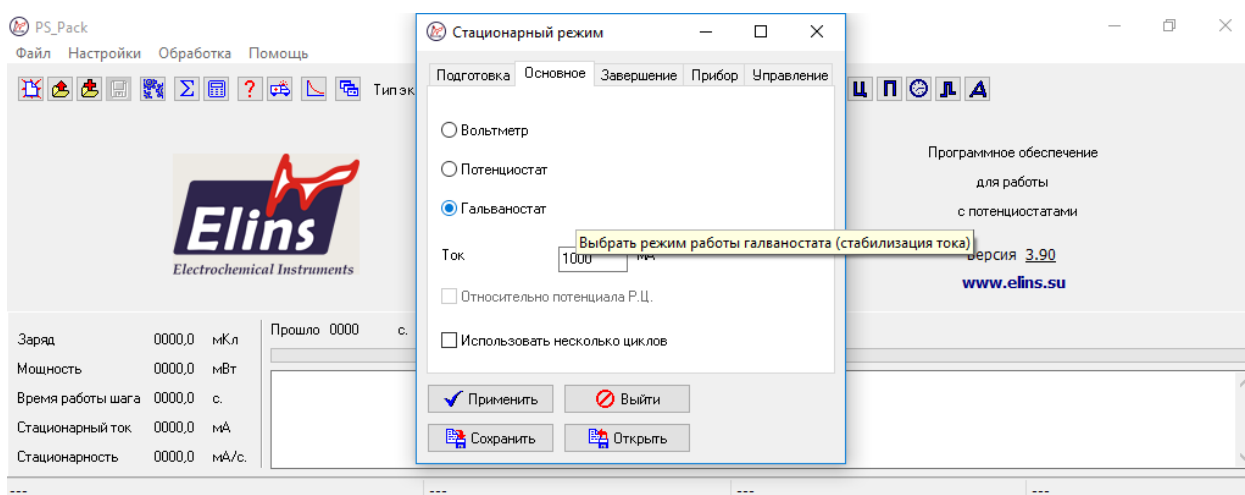 PS_Pack
Файл Настройки Обработка Помощь
Тип эк
Elins
Electrochemical Instruments
Стационарный режим
Подготовка Основное Завершение Прибор Управление
Вольтметр
Потенциостат
Гальваностат
Выбрать режим работы галваностата (стабилизация тока)
Ток 1000 мА
Относительно потенциала Р.Ц.
Использовать несколько циклов
Применить Выйти
Сохранить Открыть
Ц П Л А
Программное обеспечение
для работы
с потенциостатами
Версия 3.90
www.elins.su
Заряд 0000,0 мКл
Мощность 0000,0 мВт
Время работы шага 0000,0 с.
Стационарный ток 0000,0 мА
Стационарность 0000,0 мА/с.
Прошло 0000 с.
--- --- --- ---